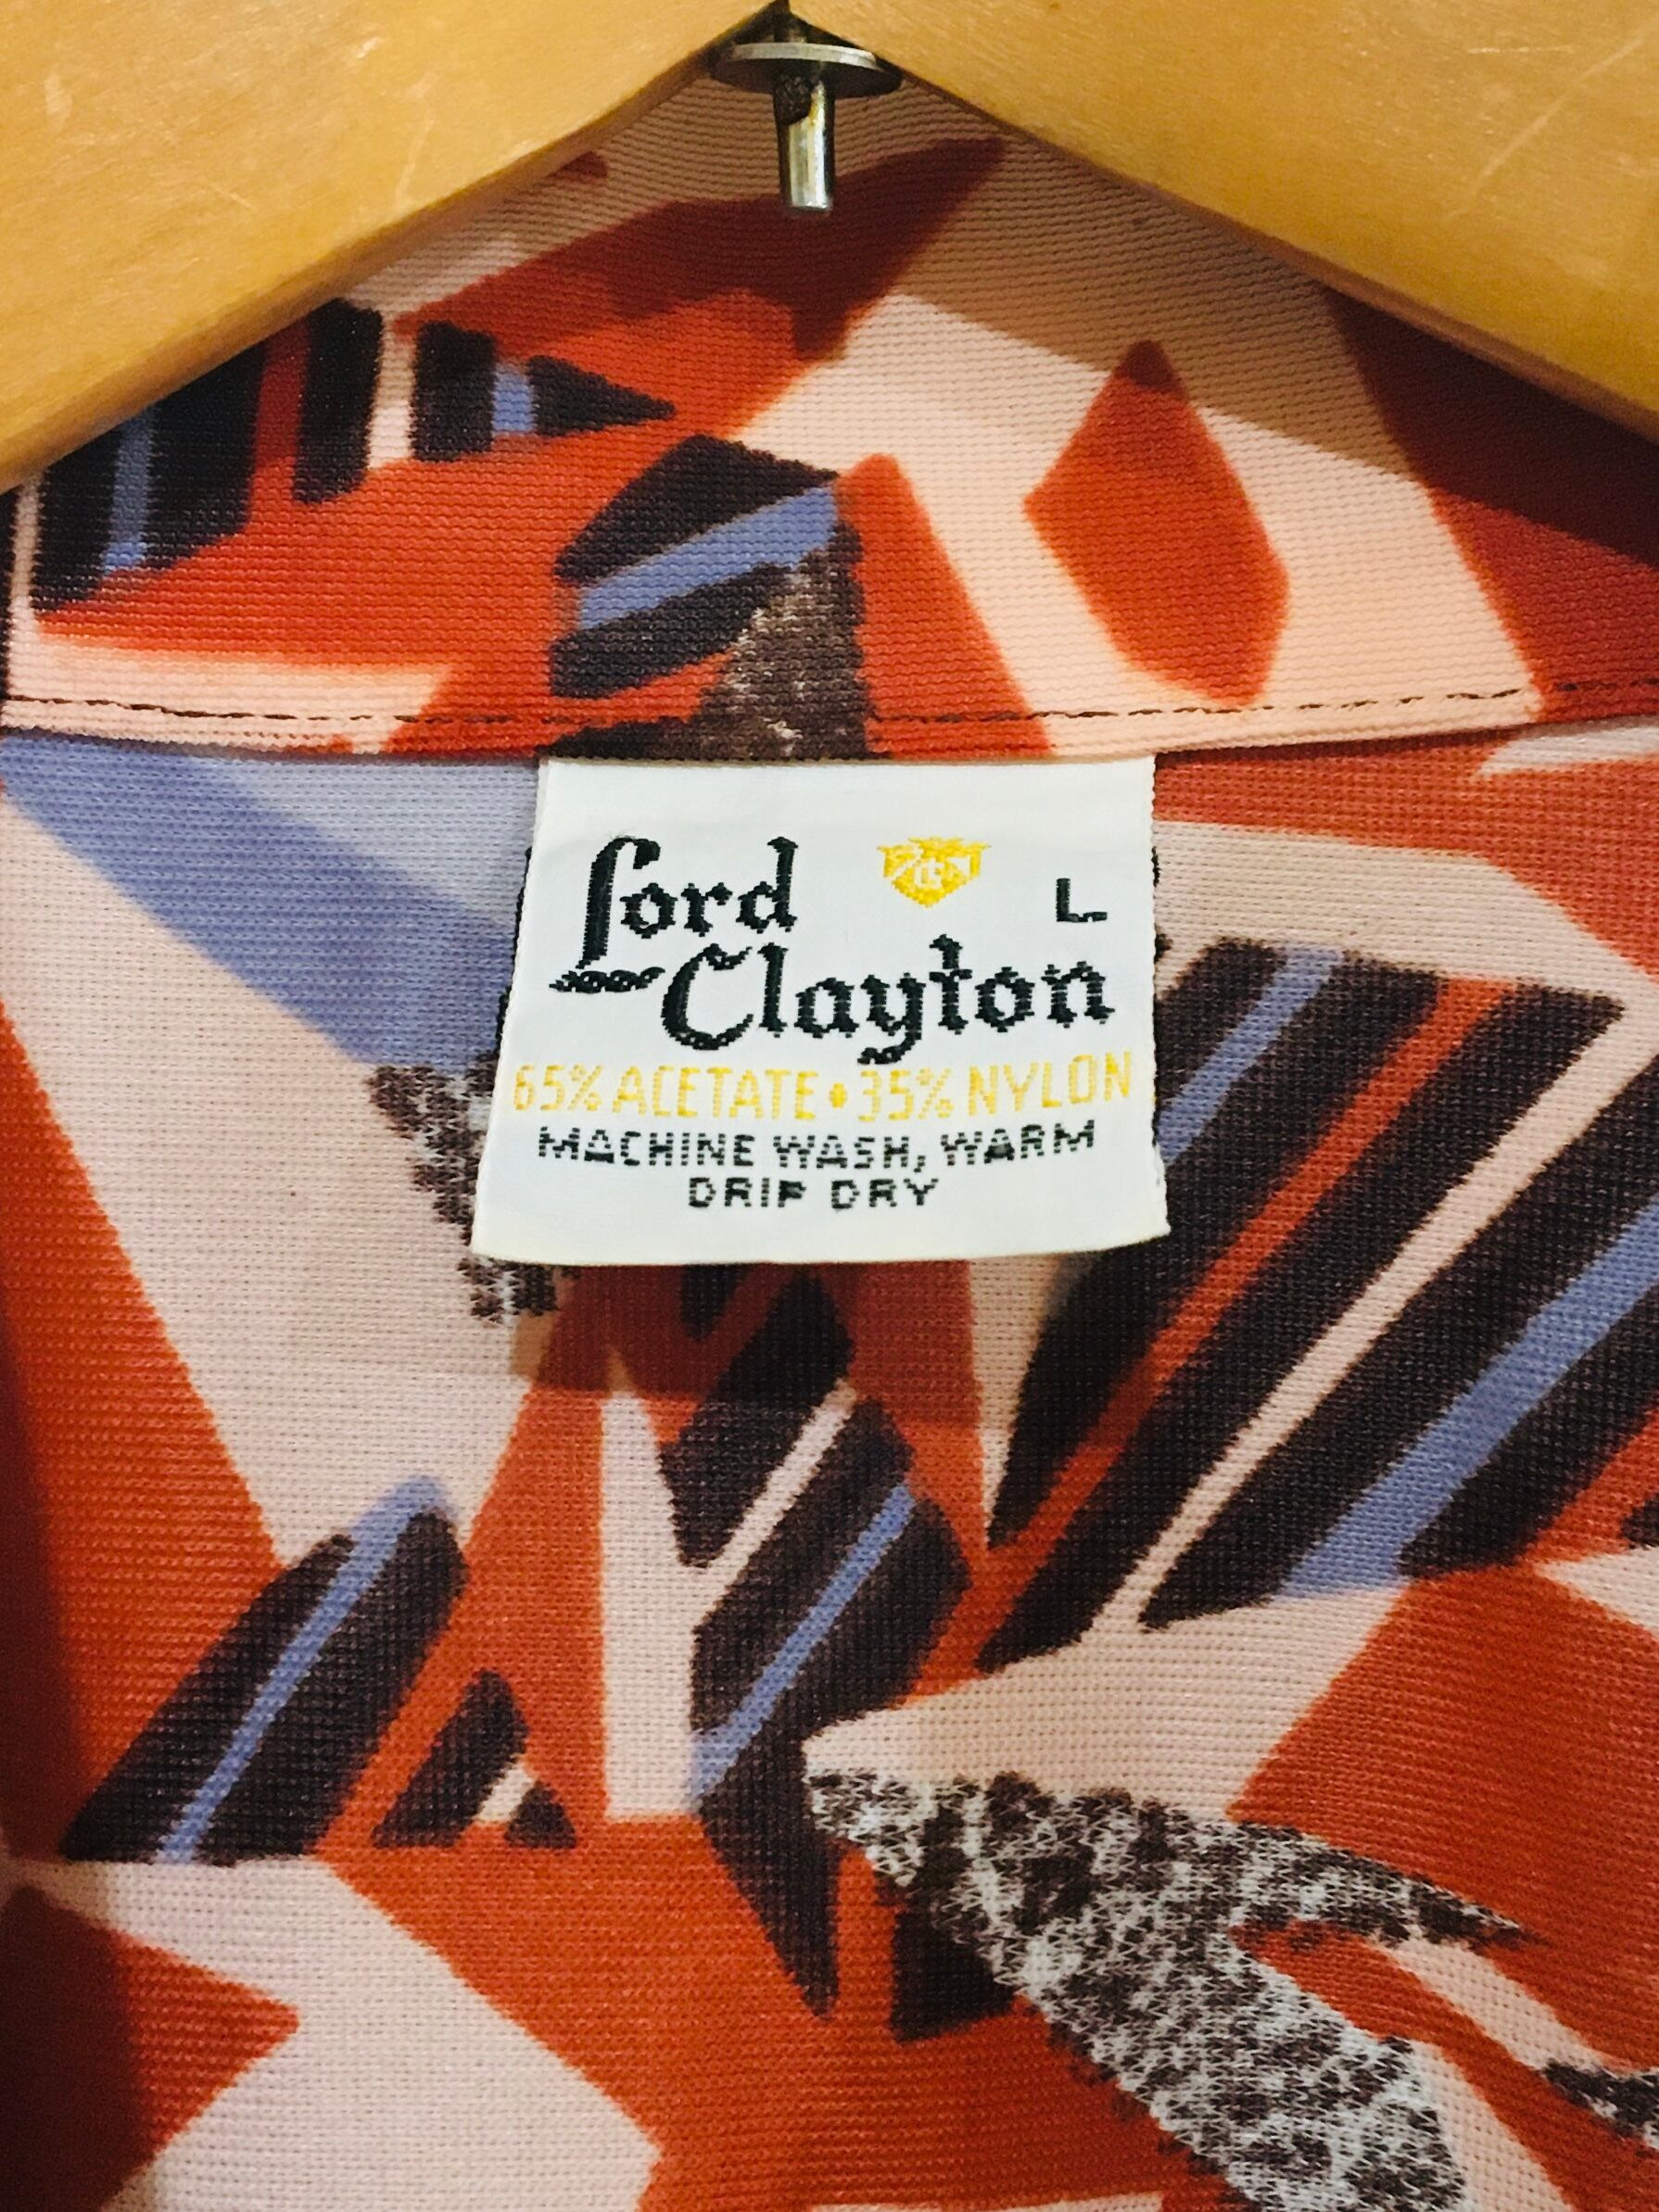 Lord
L
Clayton
65% ACETATE • 35% NYLON
MACHINE WASH, WARM
DRIP DRY